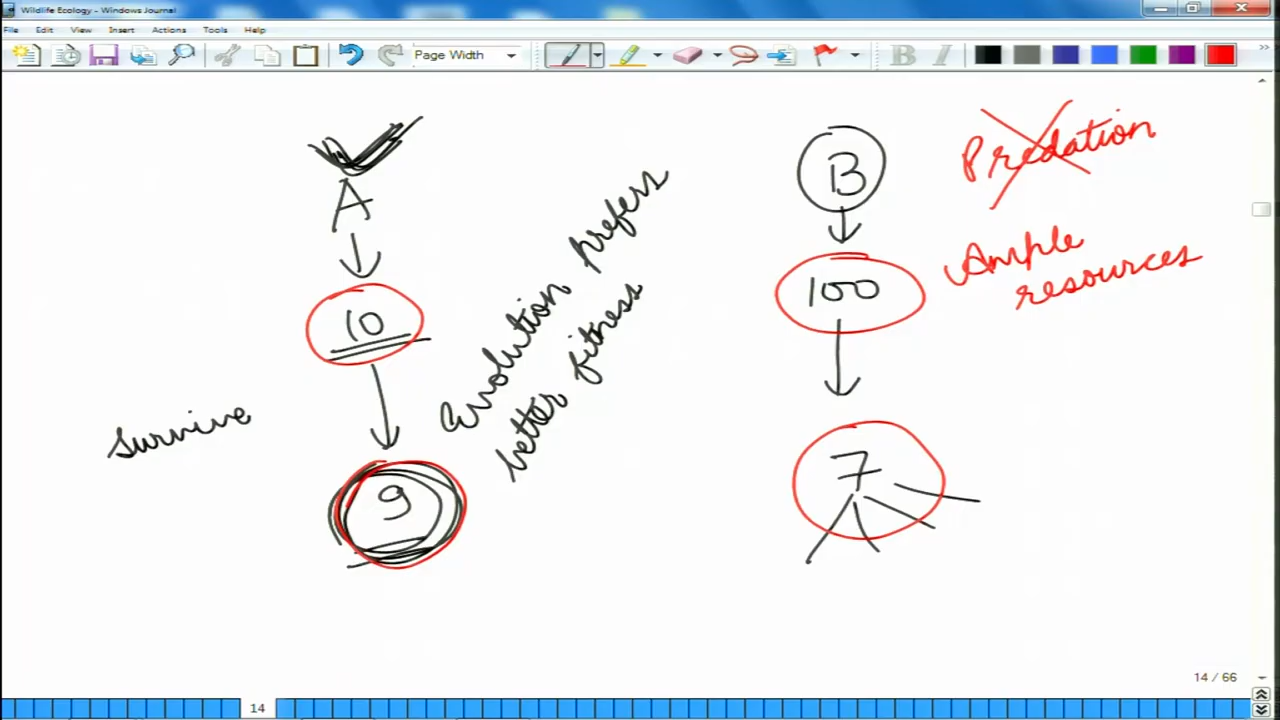 Wildlife Ecology - Windows Journal
File Edit View Insert Actions Tools Help
Page Width
B I
A
10
9
survive
Evolution prefers
better fitness
B
100
7
Predation
Ample
resources
14 / 66
14